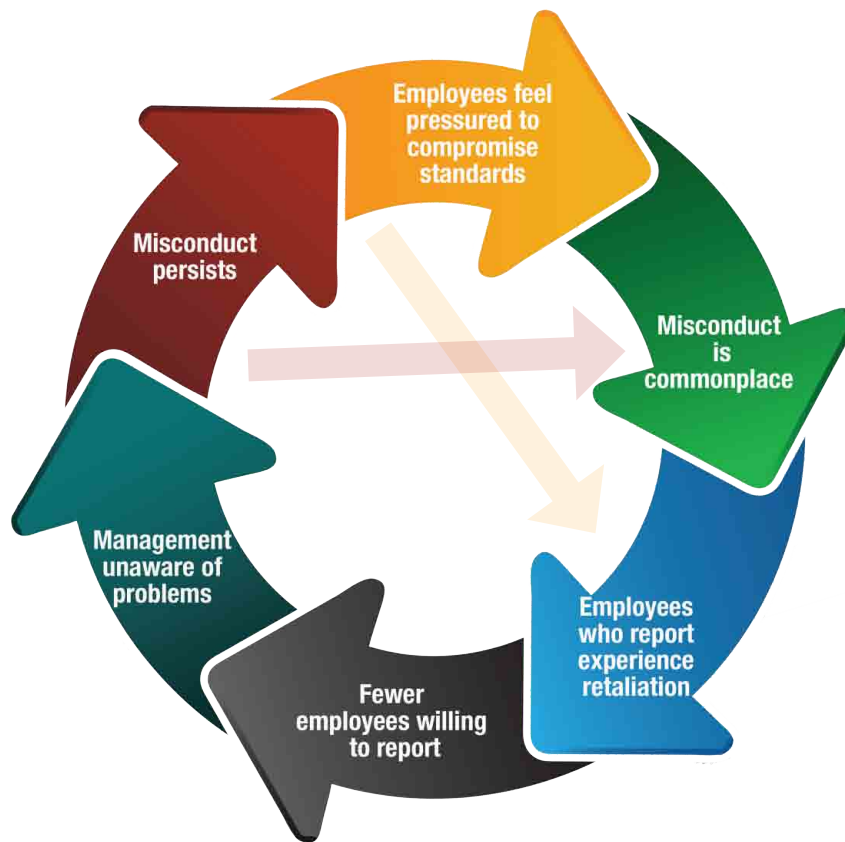 Employees feel
pressured to
compromise
standards
Misconduct
is
commonplace
Employees
who report
experience
retaliation
Fewer
employees willing
to report
Management
unaware of
problems
Misconduct
persists